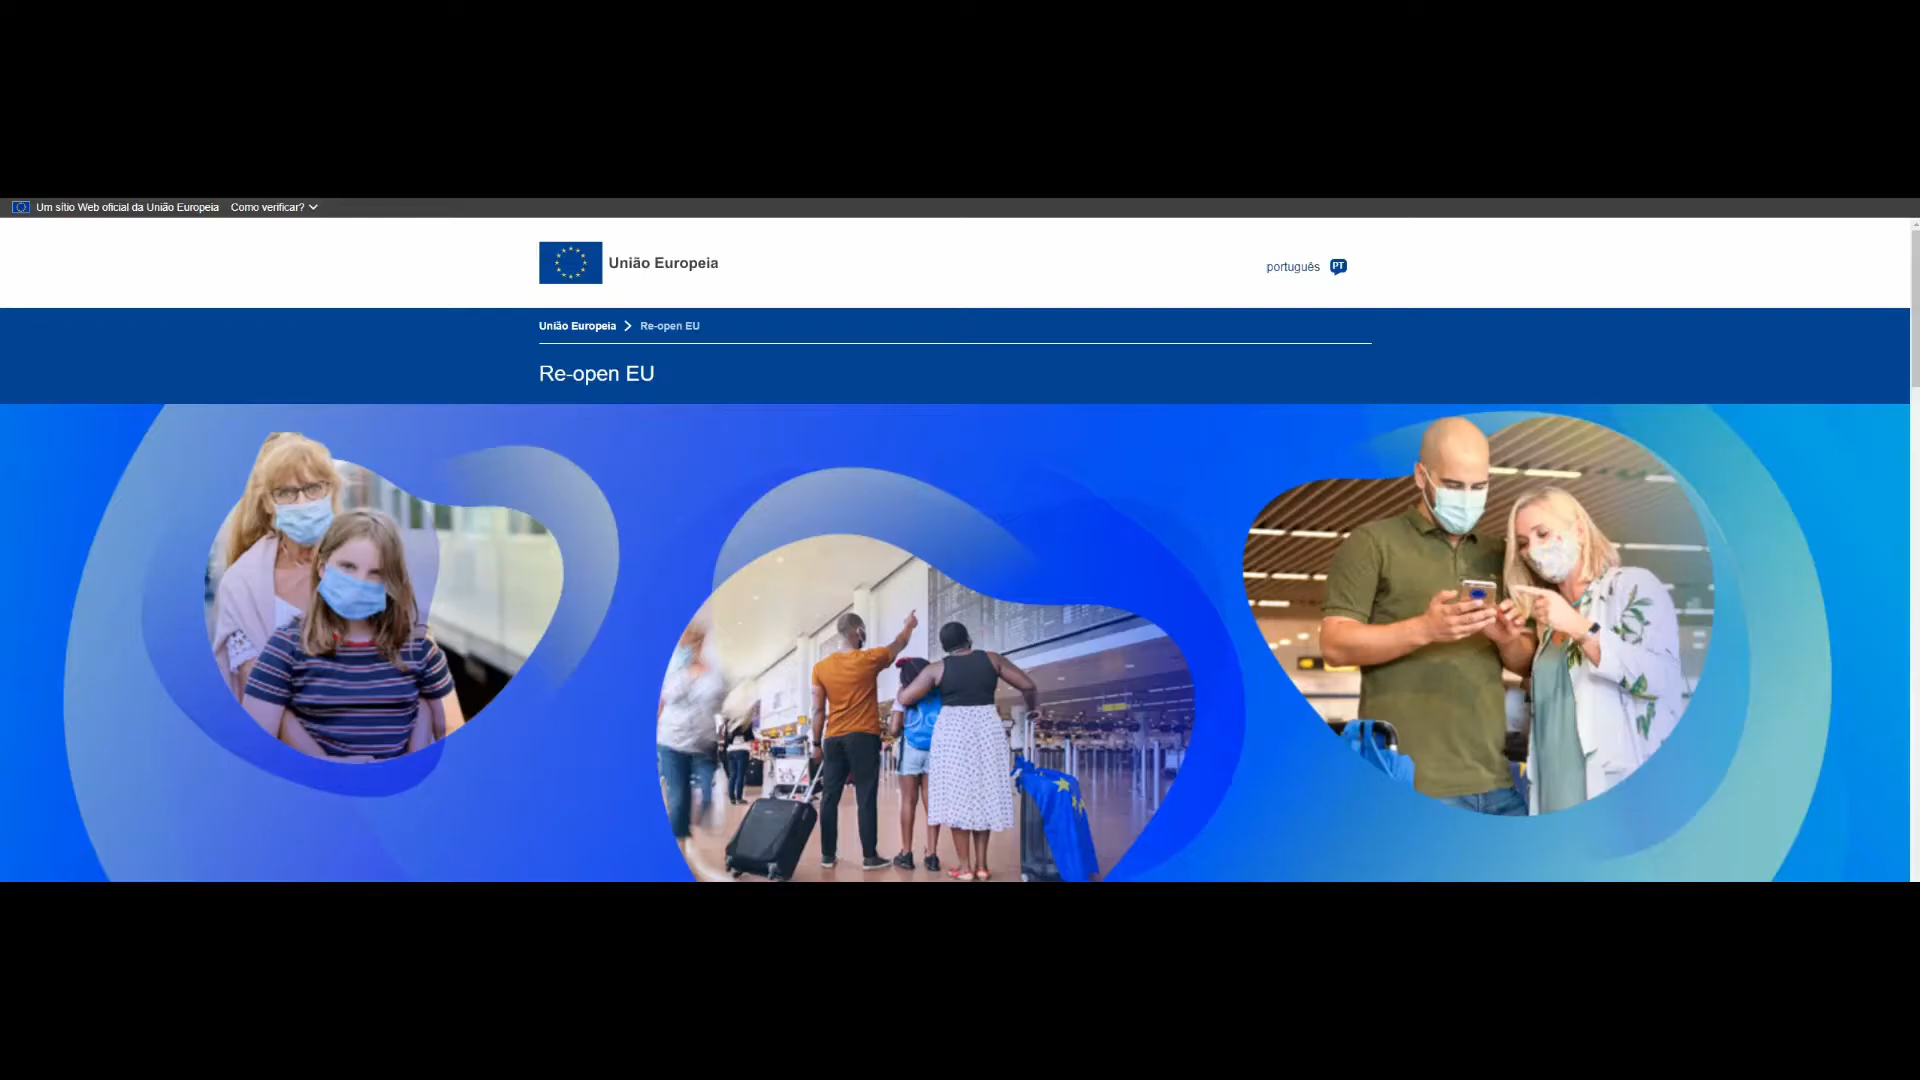 Um sítio Web oficial da União Europeia Como verificar?
União Europeia
português PT
União Europeia Re-open EU
Re-open EU